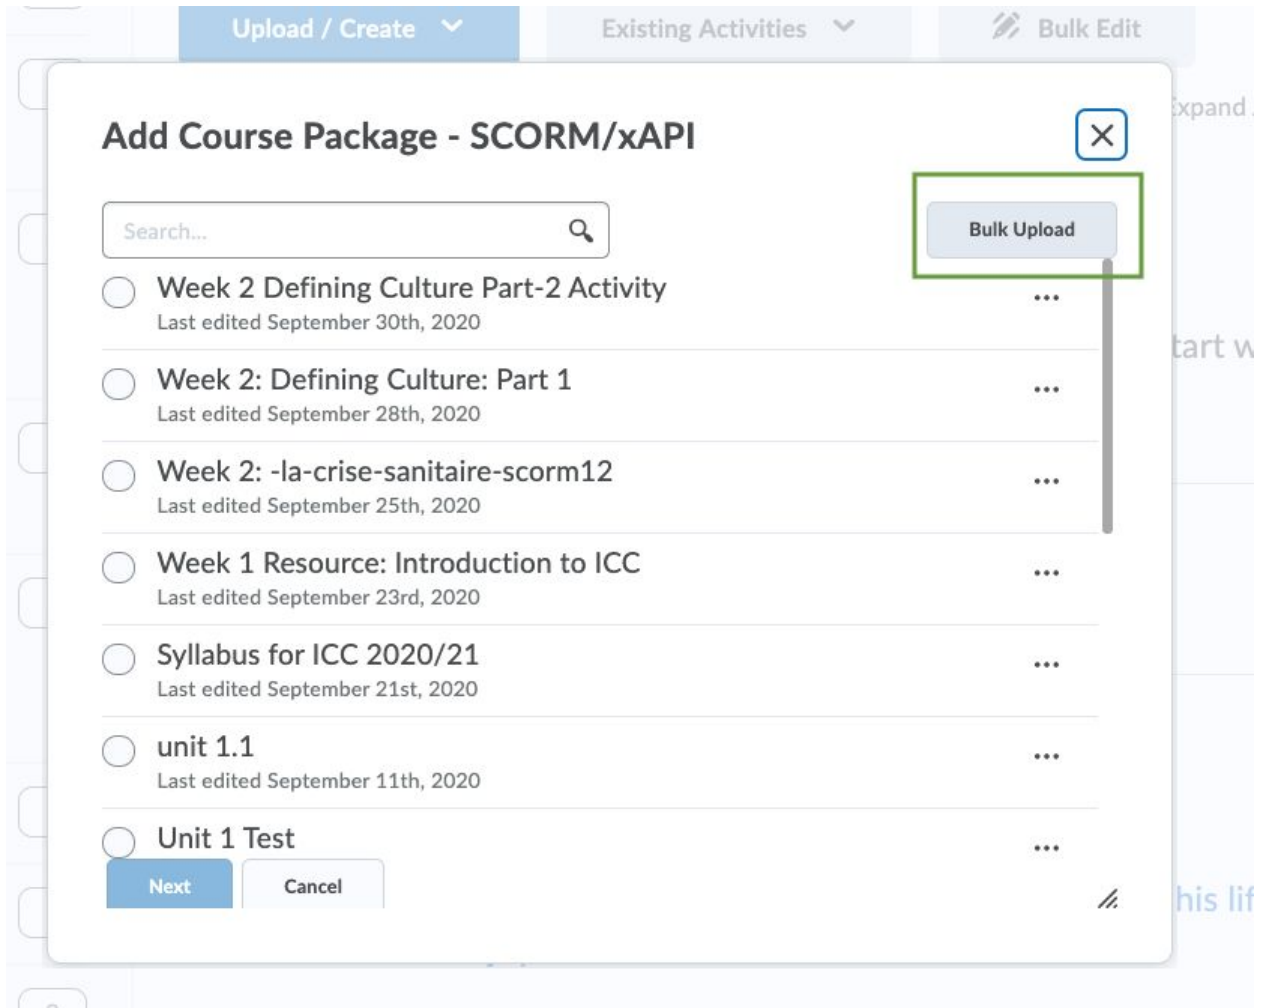 Upload / Create
Existing Activities
Bulk Edit
Add Course Package - SCORM/xAPI
Search...
Bulk Upload
Week 2 Defining Culture Part-2 Activity
Last edited September 30th, 2020
Week 2: Defining Culture: Part 1
Last edited September 28th, 2020
Week 2: -la-crise-sanitaire-scorm12
Last edited September 25th, 2020
Week 1 Resource: Introduction to ICC
Last edited September 23rd, 2020
Syllabus for ICC 2020/21
Last edited September 21st, 2020
unit 1.1
Last edited September 11th, 2020
Unit 1 Test
Next
Cancel